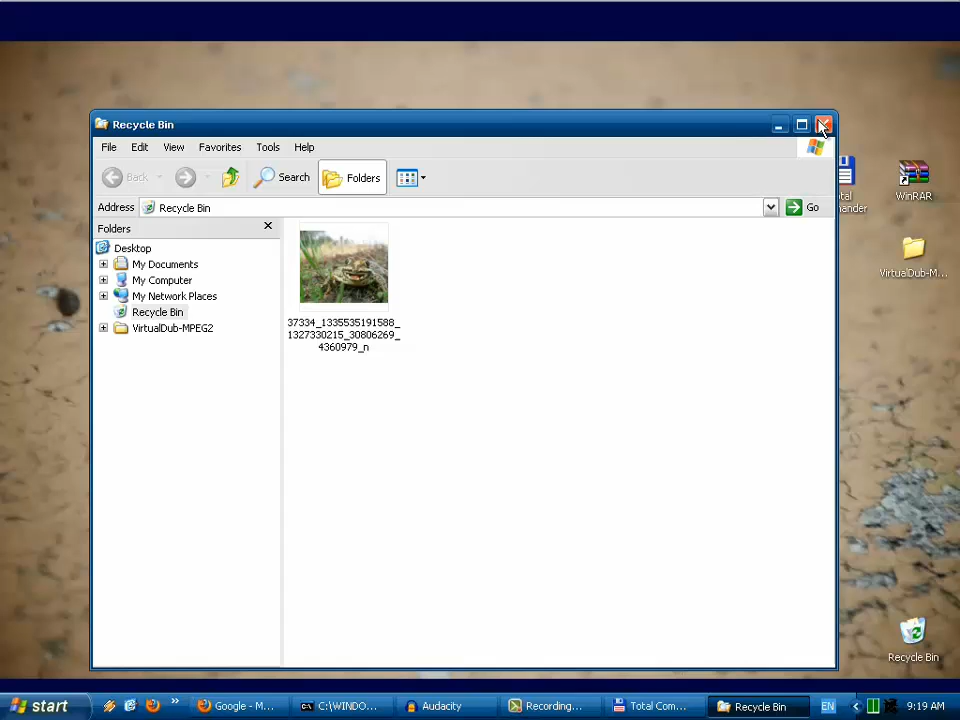 Recycle Bin
File Edit View Favorites Tools Help
Back Search Folders
Address Recycle Bin Go
Folders
Desktop
My Documents
My Computer
My Network Places
Recycle Bin
VirtualDub-MPEG2
37334_1335535191588_
1327330215_30806269_
4360979_n
WinRAR
VirtualDub-M...
Recycle Bin
start Google - M... C:\WINDO... Audacity Recording... Total Com... Recycle Bin EN 9:19 AM